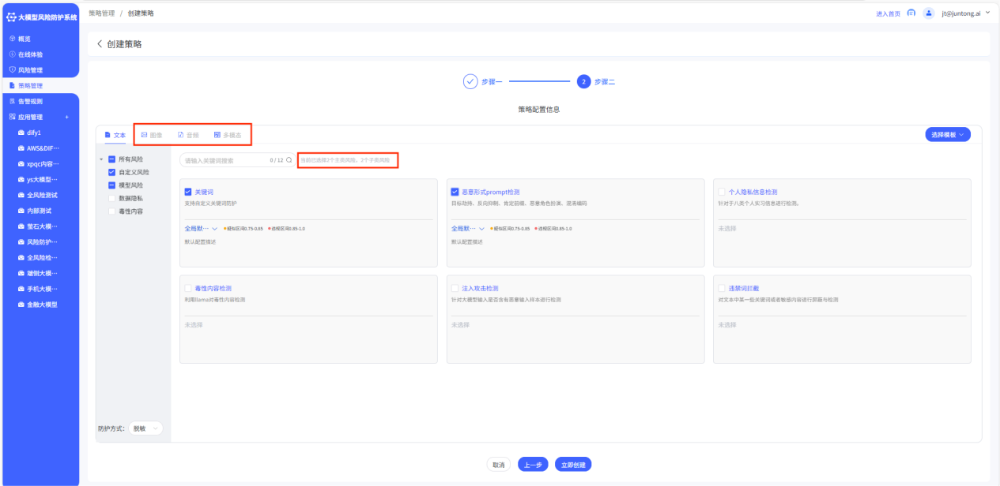 大模型风险防护系统
策略管理 / 创建策略
进入首页
jt@juntong.ai
概览
在线体验
风险管理
策略管理
告警规则
应用管理 +
dify1
AWS&DIF···
xpqc内容···
ys大模型···
全风险测试
内部测试
萤石大模···
风险防护···
全风险检···
端侧大模···
手机大模···
金融大模型
创建策略
步骤一
2 步骤二
策略配置信息
文本 图像 音频 多模态
选择模板
所有风险
自定义风险
模型风险
数据隐私
毒性内容
请输入关键词搜索 0 / 12
当前已选择2个主类风险，2个子类风险
关键词
支持自定义关键词防护
全局默···
疑似区间0.75-0.85 违规区间0.85-1.0
默认配置描述
恶意形式prompt检测
目标劫持、反向抑制、肯定前缀、恶意角色扮演、混淆编码
全局默···
疑似区间0.75-0.85 违规区间0.85-1.0
默认配置描述
个人隐私信息检测
针对于八类个人实习信息进行检测。
未选择
毒性内容检测
利用llama对毒性内容检测
未选择
注入攻击检测
针对大模型输入是否含有恶意输入样本进行检测
未选择
违禁词拦截
对文本中某一些关键词或者敏感内容进行屏蔽与检测
未选择
防护方式: 脱敏
取消 上一步 立即创建